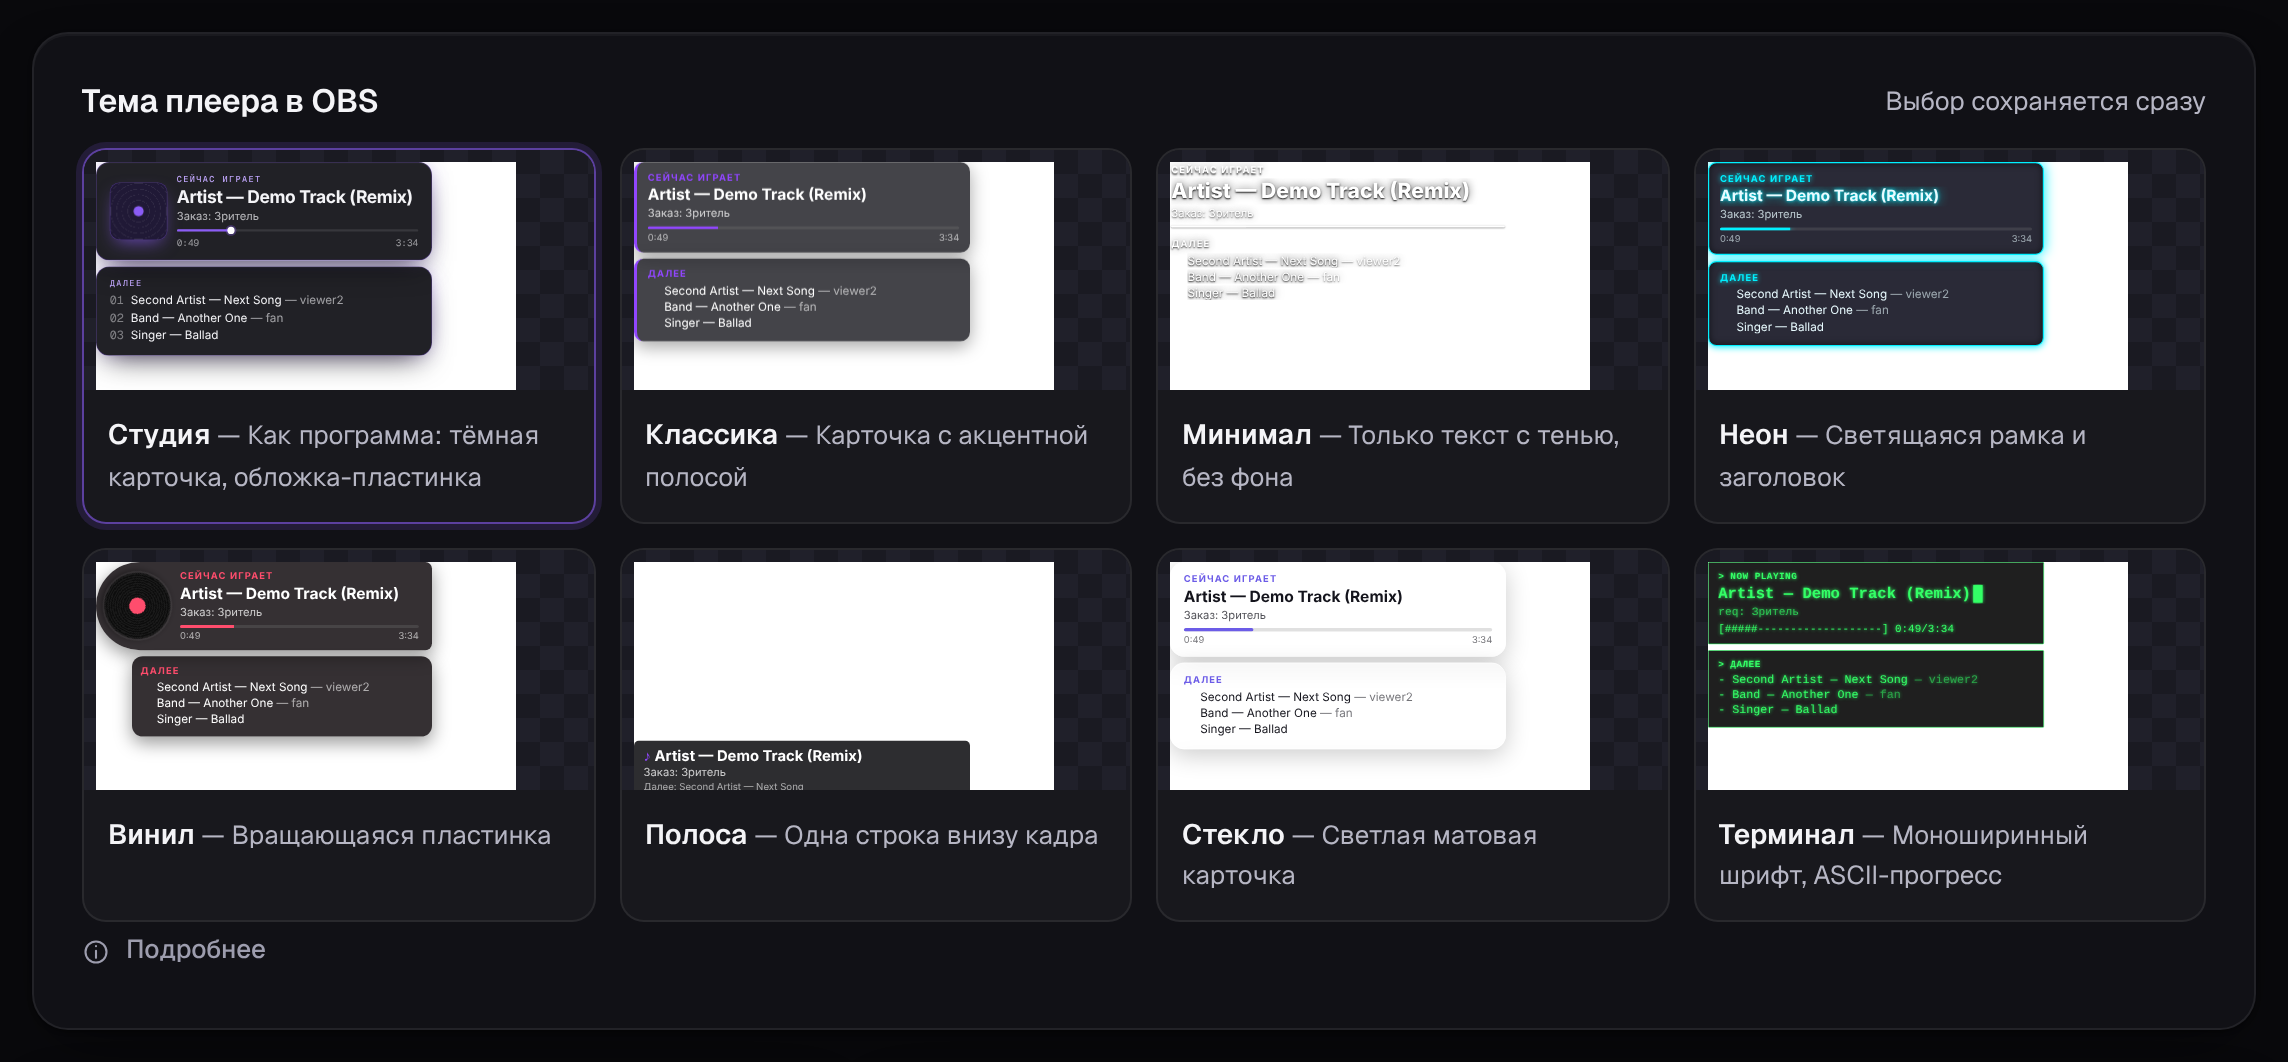 Тема плеера в OBS
Выбор сохраняется сразу
СЕЙЧАС ИГРАЕТ
Artist — Demo Track (Remix)
Заказ: Зритель
0:49 3:34
ДАЛЕЕ
01 Second Artist — Next Song — viewer2
02 Band — Another One — fan
03 Singer — Ballad
Студия — Как программа: тёмная
карточка, обложка-пластинка
СЕЙЧАС ИГРАЕТ
Artist — Demo Track (Remix)
Заказ: Зритель
0:49 3:34
ДАЛЕЕ
Second Artist — Next Song — viewer2
Band — Another One — fan
Singer — Ballad
Классика — Карточка с акцентной
полосой
СЕЙЧАС ИГРАЕТ
Artist — Demo Track (Remix)
Заказ: Зритель
ДАЛЕЕ
Second Artist — Next Song — viewer2
Band — Another One — fan
Singer — Ballad
Минимал — Только текст с тенью,
без фона
СЕЙЧАС ИГРАЕТ
Artist — Demo Track (Remix)
Заказ: Зритель
0:49 3:34
ДАЛЕЕ
Second Artist — Next Song — viewer2
Band — Another One — fan
Singer — Ballad
Неон — Светящаяся рамка и
заголовок
СЕЙЧАС ИГРАЕТ
Artist — Demo Track (Remix)
Заказ: Зритель
0:49 3:34
ДАЛЕЕ
Second Artist — Next Song — viewer2
Band — Another One — fan
Singer — Ballad
Винил — Вращающаяся пластинка
♪ Artist — Demo Track (Remix)
Заказ: Зритель
Далее: Second Artist — Next Song
Полоса — Одна строка внизу кадра
СЕЙЧАС ИГРАЕТ
Artist — Demo Track (Remix)
Заказ: Зритель
0:49 3:34
ДАЛЕЕ
Second Artist — Next Song — viewer2
Band — Another One — fan
Singer — Ballad
Стекло — Светлая матовая
карточка
> NOW PLAYING
Artist — Demo Track (Remix)
req: Зритель
[#####-------------------] 0:49/3:34
> ДАЛЕЕ
- Second Artist — Next Song — viewer2
- Band — Another One — fan
- Singer — Ballad
Терминал — Моноширинный
шрифт, ASCII-прогресс
Подробнее